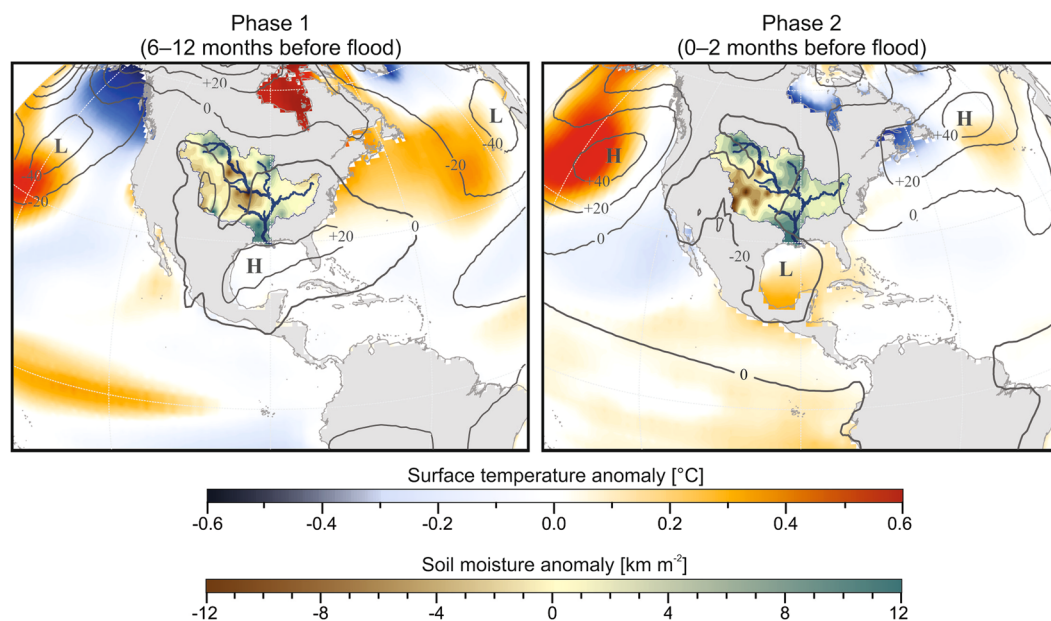 Phase 1
(6–12 months before flood)
Phase 2
(0–2 months before flood)
+20
0
L
-20
L
-40
-20
+20
0
H
H
+40
+20
0
H
40
+20
0
-20
L
0
Surface temperature anomaly [°C]
-0.6 -0.4 -0.2 0.0 0.2 0.4 0.6
Soil moisture anomaly [km m⁻²]
-12 -8 -4 0 4 8 12